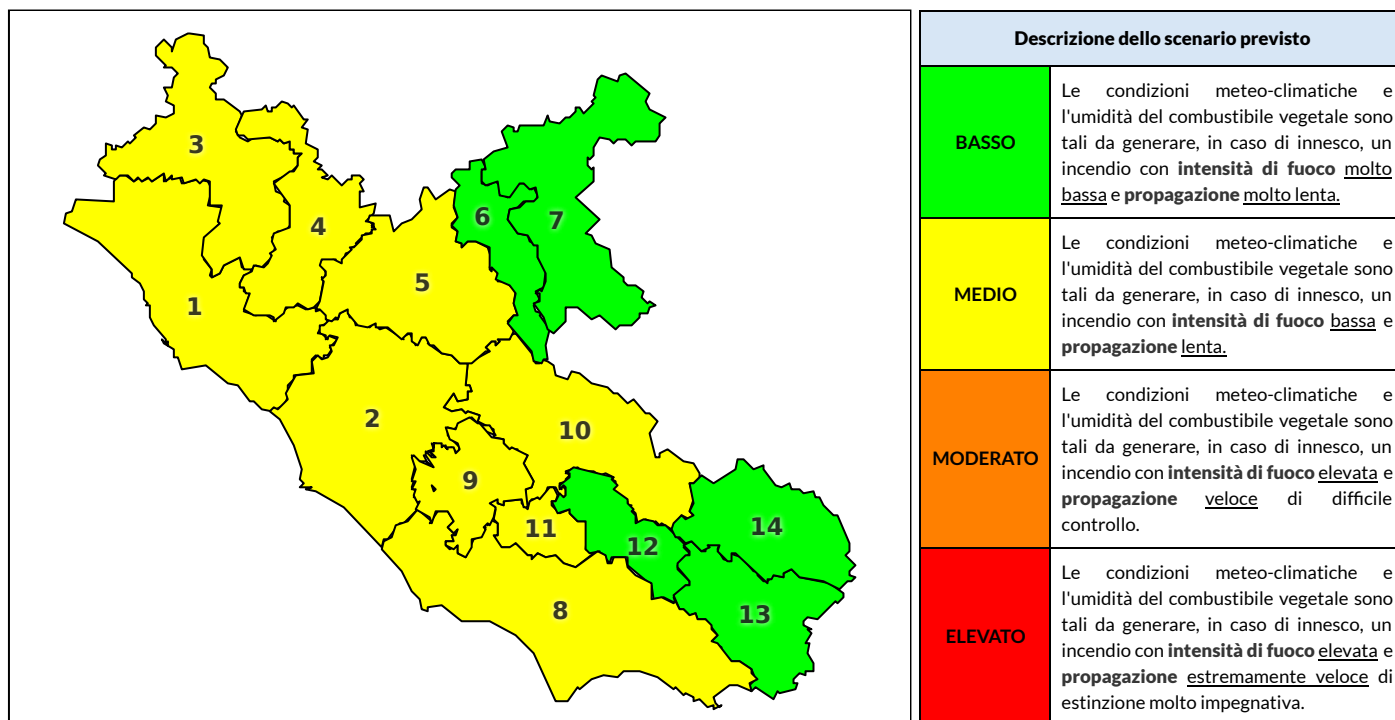 3
4
6
7
5
1
2
10
9
11
12
14
8
13
Descrizione dello scenario previsto
BASSO
Le condizioni meteo-climatiche e
l'umidità del combustibile vegetale sono
tali da generare, in caso di innesco, un
incendio con intensità di fuoco molto
bassa e propagazione molto lenta.
MEDIO
Le condizioni meteo-climatiche e
l'umidità del combustibile vegetale sono
tali da generare, in caso di innesco, un
incendio con intensità di fuoco bassa e
propagazione lenta.
MODERATO
Le condizioni meteo-climatiche e
l'umidità del combustibile vegetale sono
tali da generare, in caso di innesco, un
incendio con intensità di fuoco elevata e
propagazione veloce di difficile
controllo.
ELEVATO
Le condizioni meteo-climatiche e
l'umidità del combustibile vegetale sono
tali da generare, in caso di innesco, un
incendio con intensità di fuoco elevata e
propagazione estremamente veloce di
estinzione molto impegnativa.